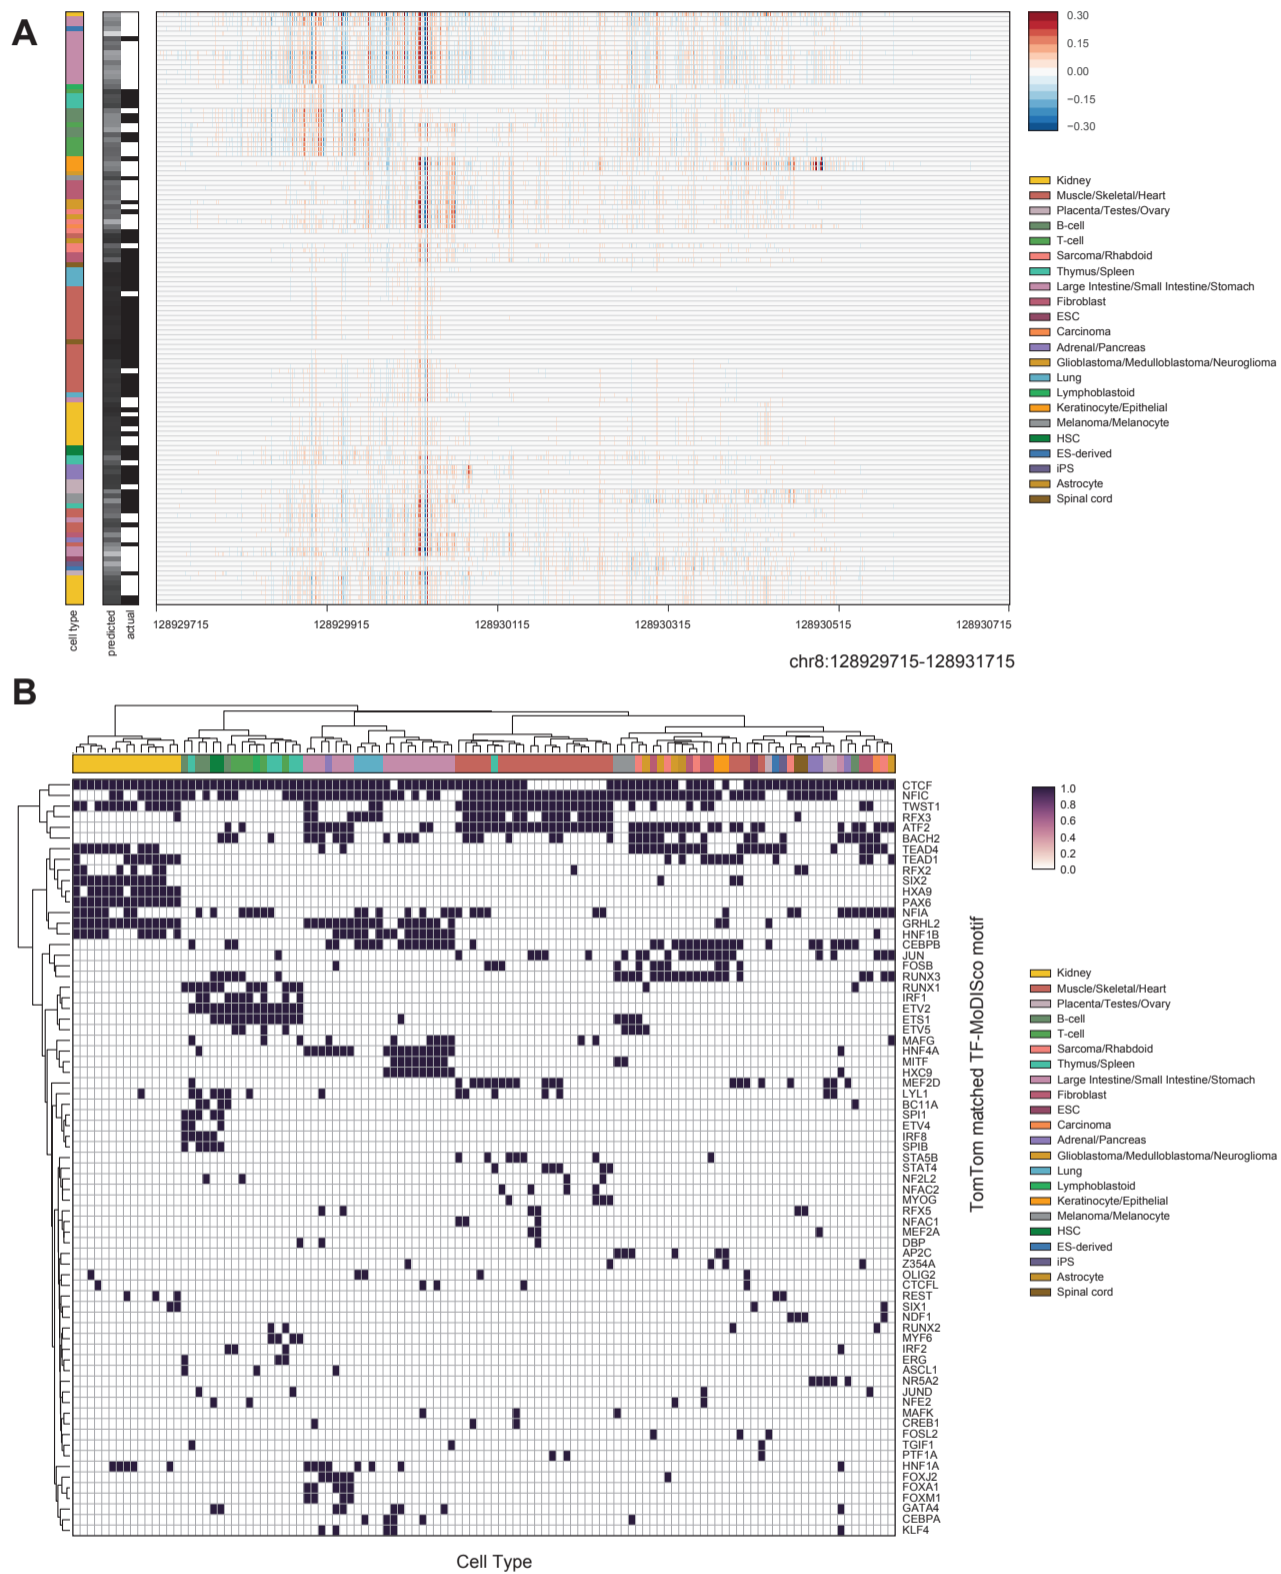 A
0.30
0.15
0.00
−0.15
−0.30
Kidney
Muscle/Skeletal/Heart
Placenta/Testes/Ovary
B-cell
T-cell
Sarcoma/Rhabdoid
Thymus/Spleen
Large Intestine/Small Intestine/Stomach
Fibroblast
ESC
Carcinoma
Adrenal/Pancreas
Glioblastoma/Medulloblastoma/Neuroglioma
Lung
Lymphoblastoid
Keratinocyte/Epithelial
Melanoma/Melanocyte
HSC
ES-derived
iPS
Astrocyte
Spinal cord
cell type
predicted
actual
128929715 128929915 128930115 128930315 128930515 128930715
chr8:128929715-128931715
B
CTCF
NFIC
TWST1
RFX3
ATF2
BACH2
TEAD4
TEAD1
RFX2
SIX2
HXA9
PAX6
NFIA
GRHL2
HNF1B
CEBPB
JUN
FOSB
RUNX3
RUNX1
IRF1
ETV2
ETS1
ETV5
MAFG
HNF4A
MITF
HXC9
MEF2D
LYL1
BC11A
SPI1
ETV4
IRF8
SPIB
STA5B
STAT4
NF2L2
NFAC2
MYOG
RFX5
NFAC1
MEF2A
DBP
AP2C
Z354A
OLIG2
CTCFL
REST
SIX1
NDF1
RUNX2
MYF6
IRF2
ERG
ASCL1
NR5A2
JUND
NFE2
MAFK
CREB1
FOSL2
TGIF1
PTF1A
HNF1A
FOXJ2
FOXA1
FOXM1
GATA4
CEBPA
KLF4
TomTom matched TF-MoDISco motif
Cell Type
1.0
0.8
0.6
0.4
0.2
0.0
Kidney
Muscle/Skeletal/Heart
Placenta/Testes/Ovary
B-cell
T-cell
Sarcoma/Rhabdoid
Thymus/Spleen
Large Intestine/Small Intestine/Stomach
Fibroblast
ESC
Carcinoma
Adrenal/Pancreas
Glioblastoma/Medulloblastoma/Neuroglioma
Lung
Lymphoblastoid
Keratinocyte/Epithelial
Melanoma/Melanocyte
HSC
ES-derived
iPS
Astrocyte
Spinal cord